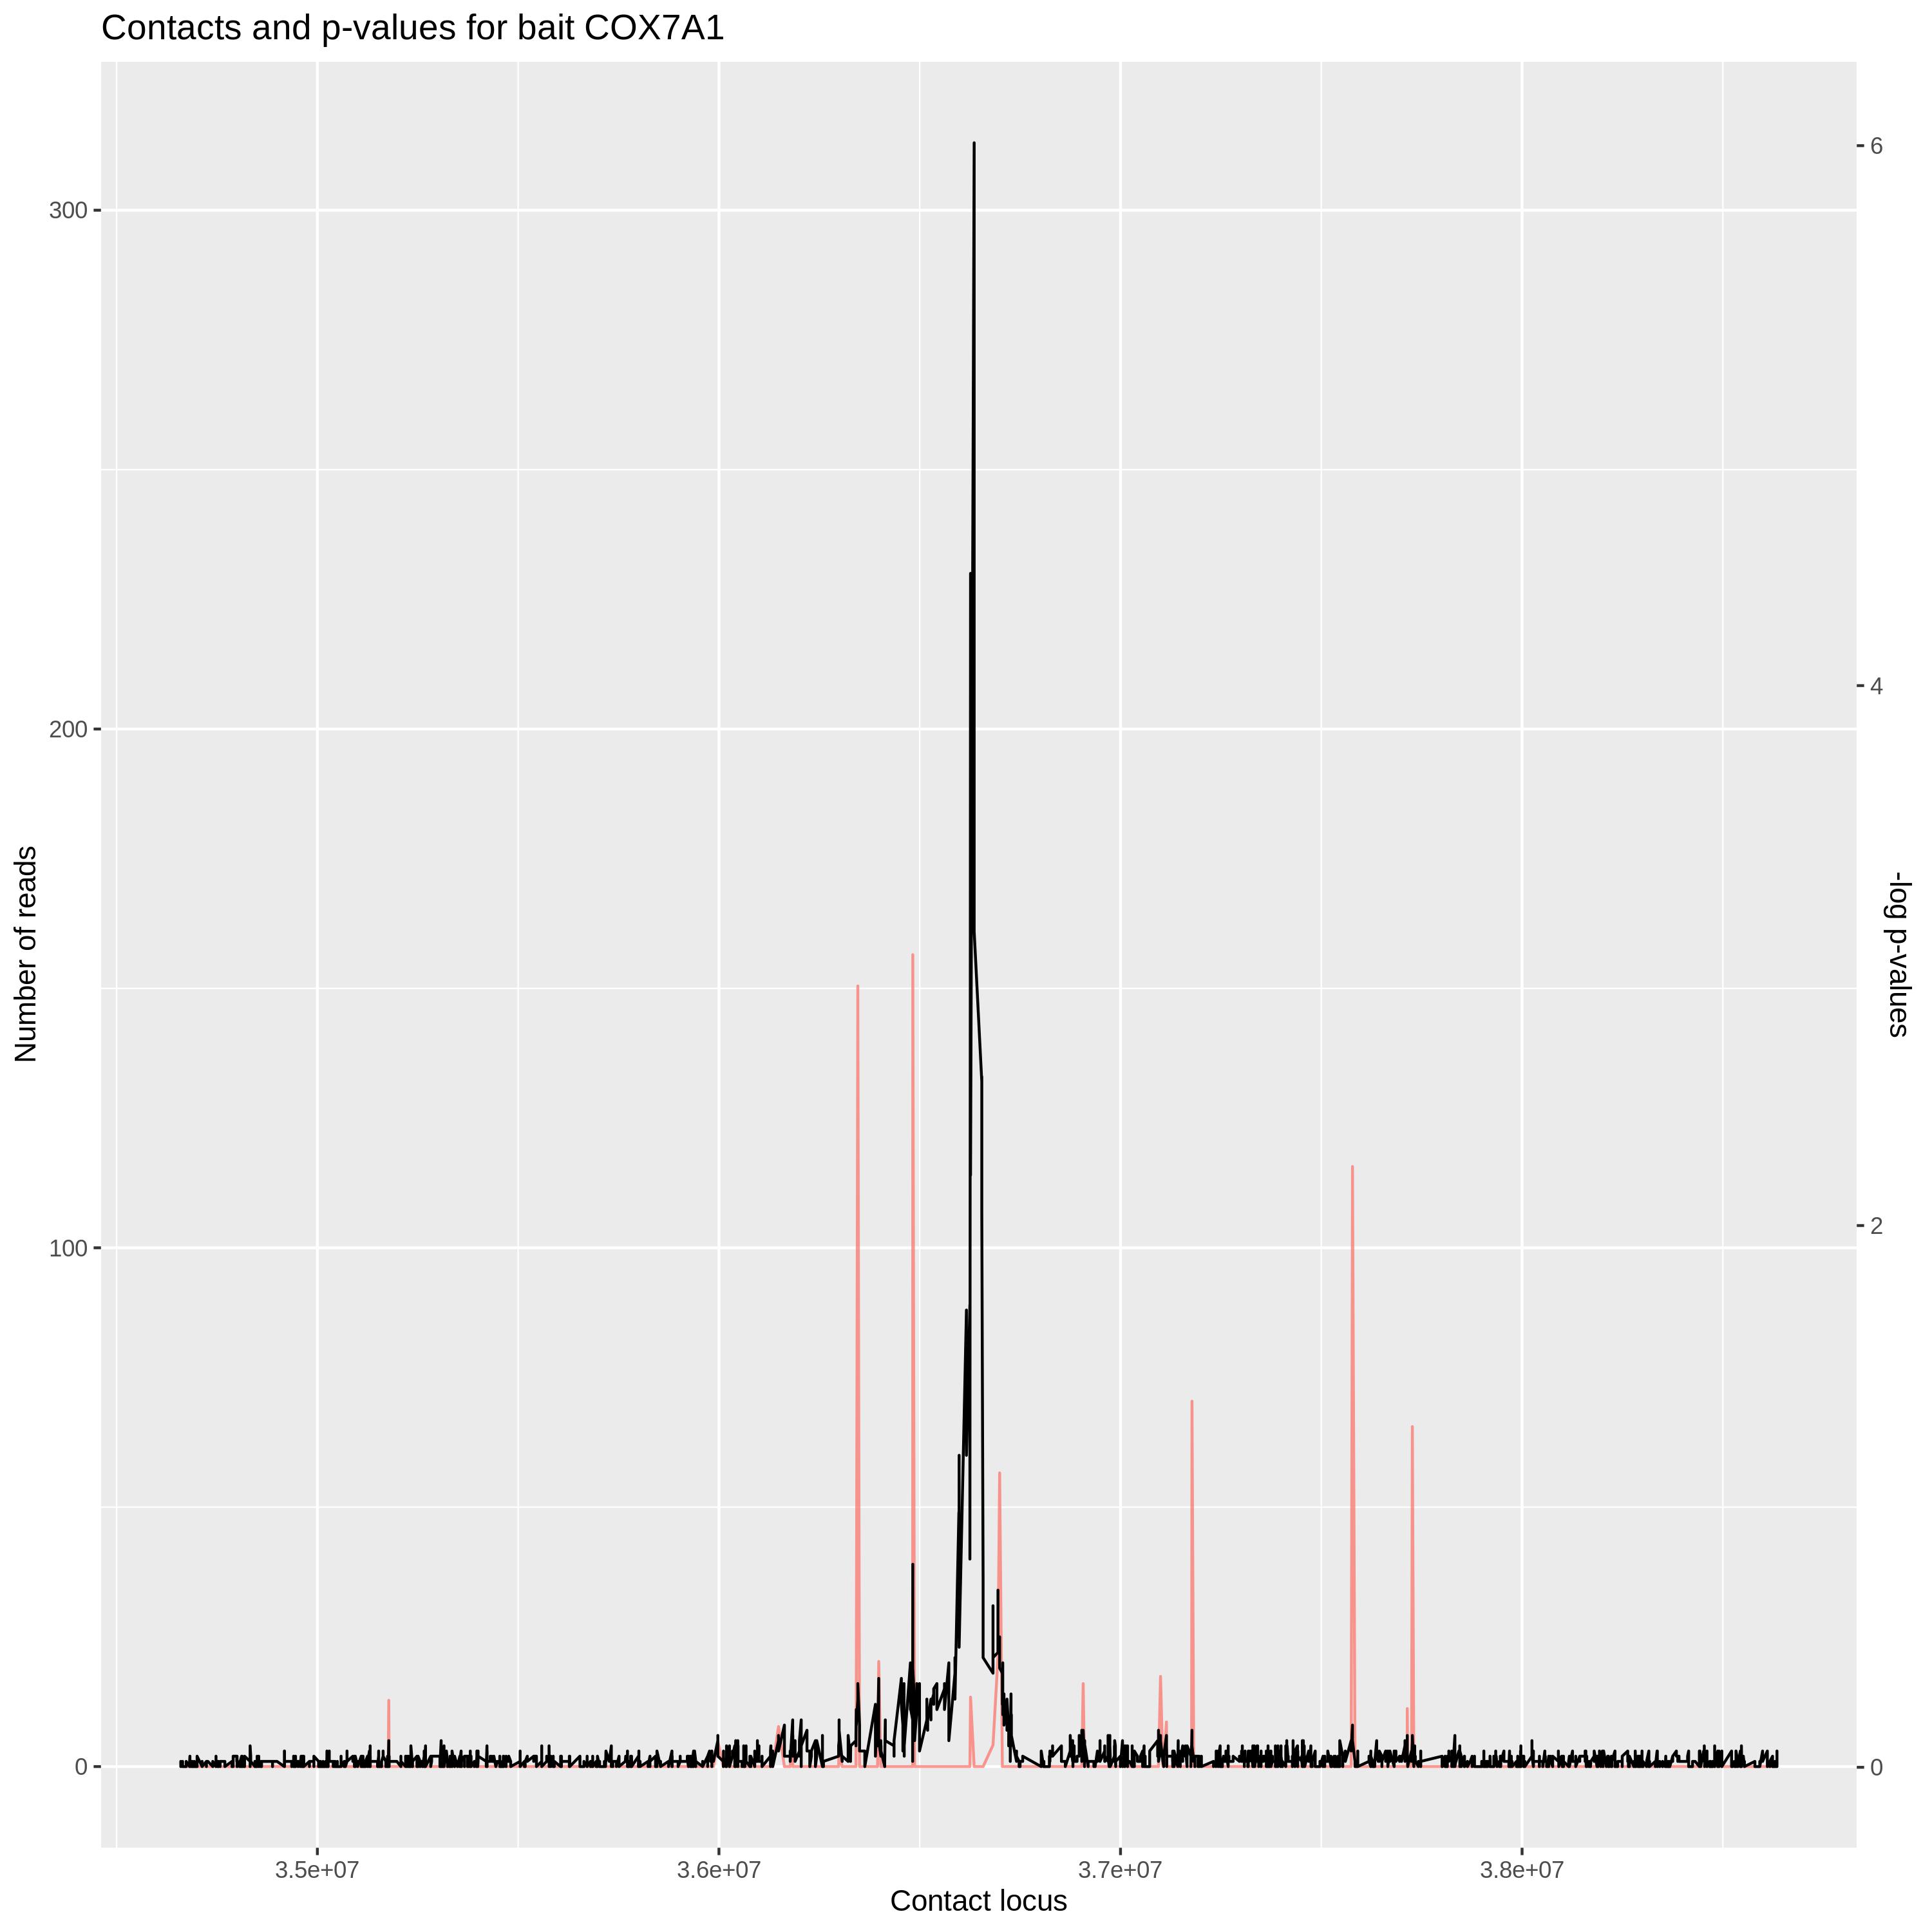 Contacts and p-values for bait COX7A1
300
200
100
0
Number of reads
6
4
2
0
-log p-values
3.5e+07
3.6e+07
3.7e+07
3.8e+07
Contact locus